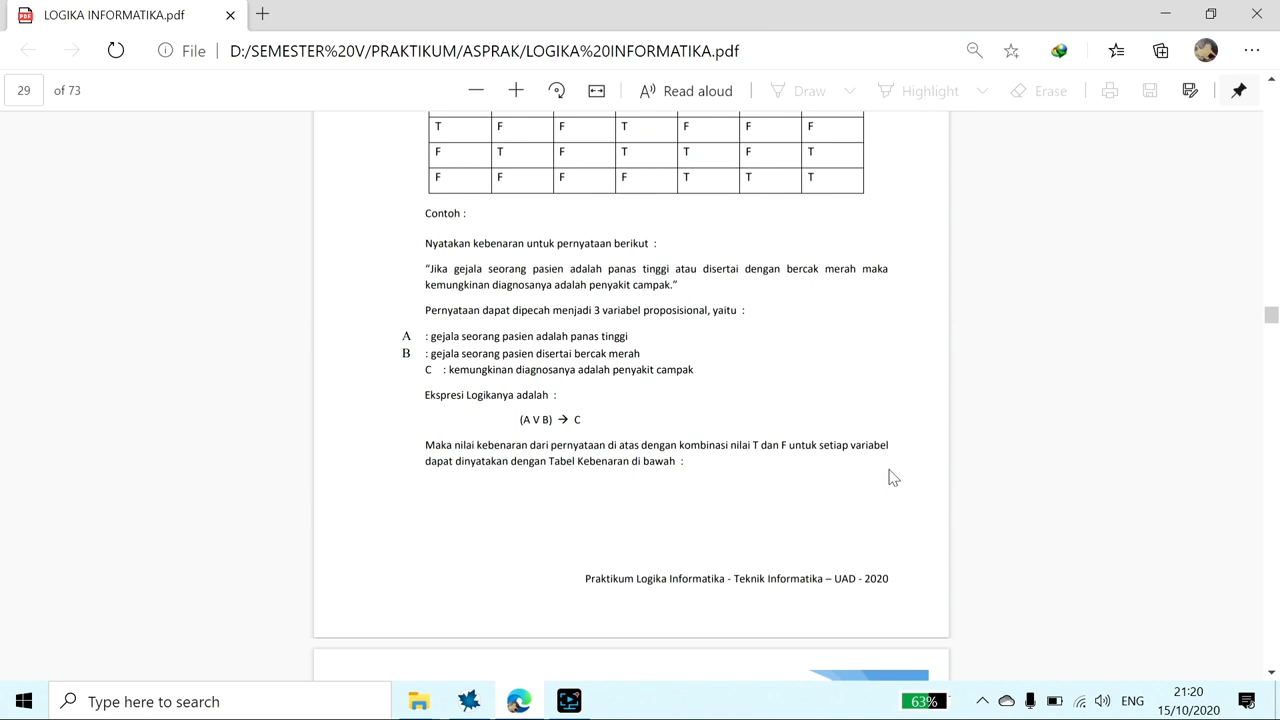 LOGIKA INFORMATIKA.pdf
File D:/SEMESTER%20V/PRAKTIKUM/ASPRAK/LOGIKA%20INFORMATIKA.pdf
29 of 73 Read aloud Draw Highlight Erase
T F F T F F F
F T F T T F T
F F F F T T T
Contoh :
Nyatakan kebenaran untuk pernyataan berikut :
“Jika gejala seorang pasien adalah panas tinggi atau disertai dengan bercak merah maka
kemungkinan diagnosanya adalah penyakit campak.”
Pernyataan dapat dipecah menjadi 3 variabel proposisional, yaitu :
A : gejala seorang pasien adalah panas tinggi
B : gejala seorang pasien disertai bercak merah
C : kemungkinan diagnosanya adalah penyakit campak
Ekspresi Logikanya adalah :
(A V B) → C
Maka nilai kebenaran dari pernyataan di atas dengan kombinasi nilai T dan F untuk setiap variabel
dapat dinyatakan dengan Tabel Kebenaran di bawah :
Praktikum Logika Informatika - Teknik Informatika – UAD - 2020
Type here to search
63%
ENG
21:20
15/10/2020